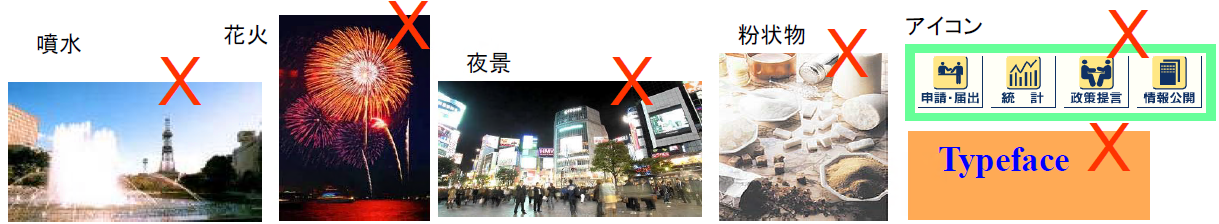 噴水
花火
夜景
粉状物
アイコン
申請・届出
統 計
政策提言
情報公開
Typeface
HMV